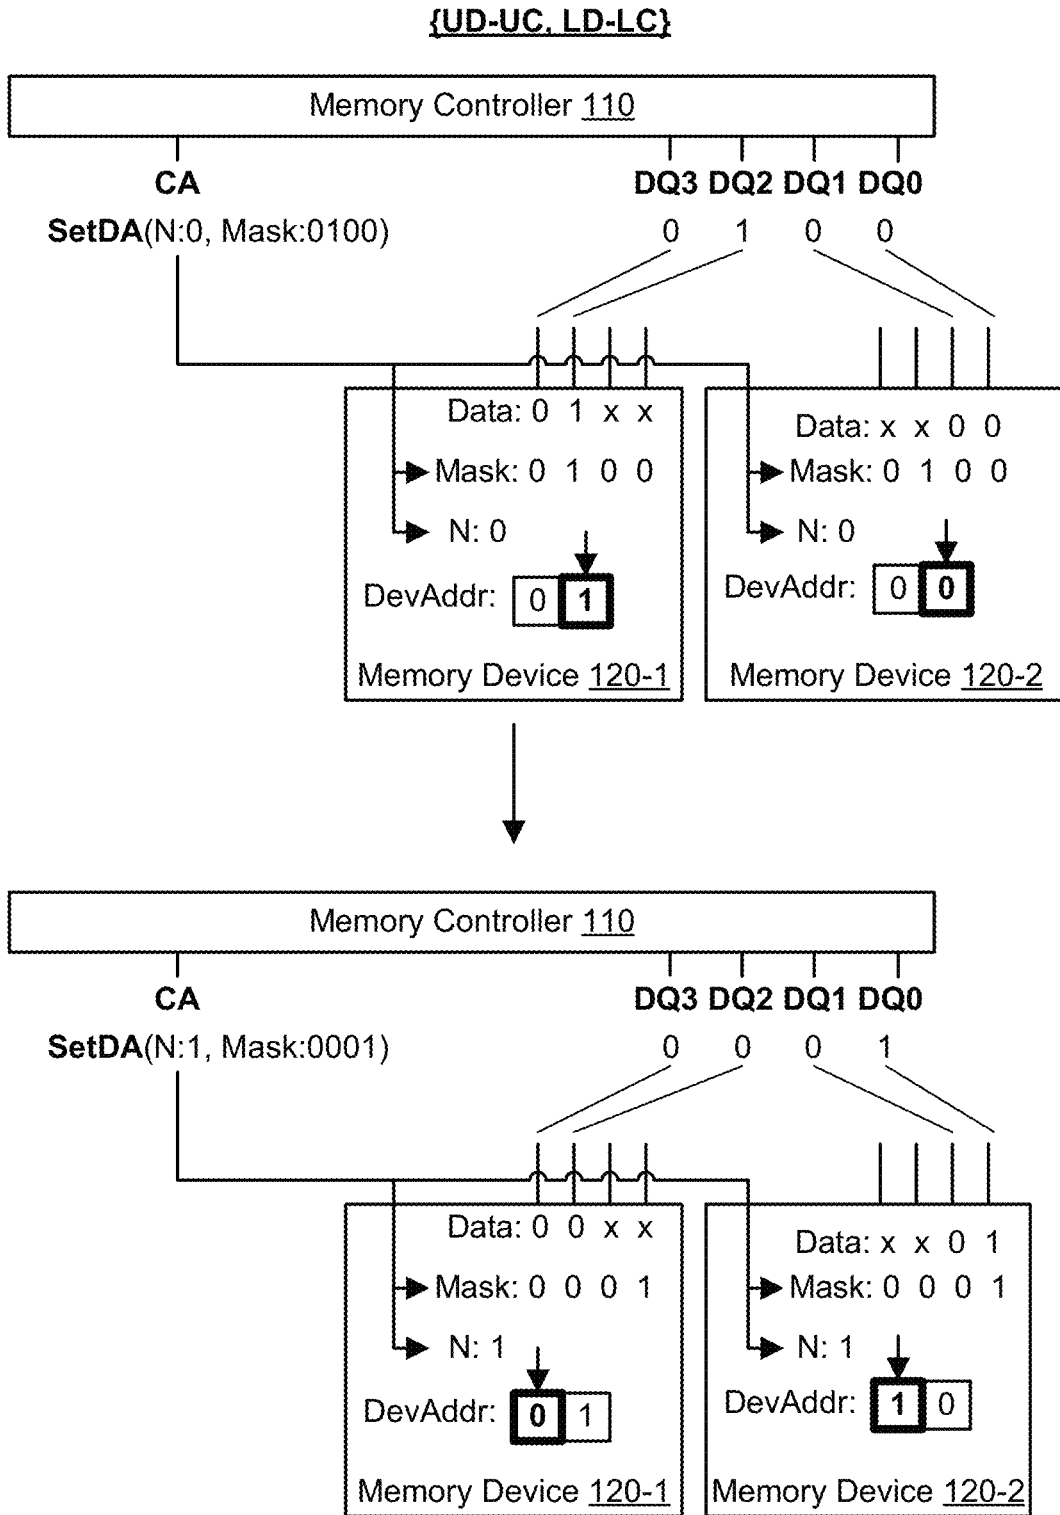 {UD-UC, LD-LC}
Memory Controller 110
CA
DQ3 DQ2 DQ1 DQ0
SetDA(N:0, Mask:0100)
0 1 0 0
Data: 0 1 x x
Mask: 0 1 0 0
N: 0
DevAddr: 0 1
Memory Device 120-1
Data: x x 0 0
Mask: 0 1 0 0
N: 0
DevAddr: 0 0
Memory Device 120-2
Memory Controller 110
CA
DQ3 DQ2 DQ1 DQ0
SetDA(N:1, Mask:0001)
0 0 0 1
Data: 0 0 x x
Mask: 0 0 0 1
N: 1
DevAddr: 0 1
Memory Device 120-1
Data: x x 0 1
Mask: 0 0 0 1
N: 1
DevAddr: 1 0
Memory Device 120-2